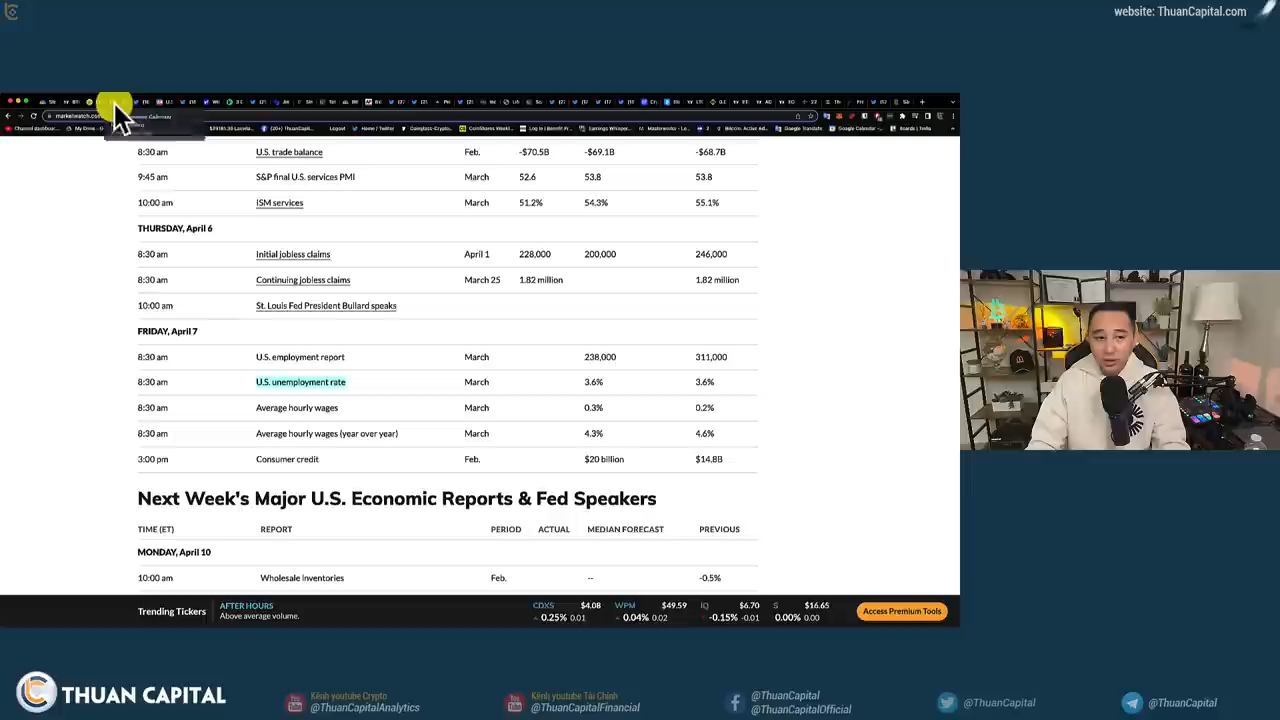 website: ThuanCapital.com
8:30 am U.S. trade balance Feb. -$70.5B -$69.1B -$68.7B
9:45 am S&P final U.S. services PMI March 52.6 53.8 53.8
10:00 am ISM services March 51.2% 54.3% 55.1%
THURSDAY, April 6
8:30 am Initial jobless claims April 1 228,000 200,000 246,000
8:30 am Continuing jobless claims March 25 1.82 million 1.82 million
10:00 am St. Louis Fed President Bullard speaks
FRIDAY, April 7
8:30 am U.S. employment report March 238,000 311,000
8:30 am U.S. unemployment rate March 3.6% 3.6%
8:30 am Average hourly wages March 0.3% 0.2%
8:30 am Average hourly wages (year over year) March 4.3% 4.6%
3:00 pm Consumer credit Feb. $20 billion $14.8B
Next Week's Major U.S. Economic Reports & Fed Speakers
TIME (ET) REPORT PERIOD ACTUAL MEDIAN FORECAST PREVIOUS
MONDAY, April 10
10:00 am Wholesale inventories Feb. -- -0.5%
Trending Tickers
AFTER HOURS
Above average volume.
CDXS $4.08
0.25% 0.01
WPM $49.59
0.04% 0.02
IQ $6.70
-0.15% -0.01
S $16.65
0.00% 0.00
Access Premium Tools
THUAN CAPITAL
Kênh youtube Crypto
@ThuanCapitalAnalytics
Kênh youtube Tài Chính
@ThuanCapitalFinancial
@ThuanCapital
@ThuanCapitalOfficial
@ThuanCapital
@ThuanCapital